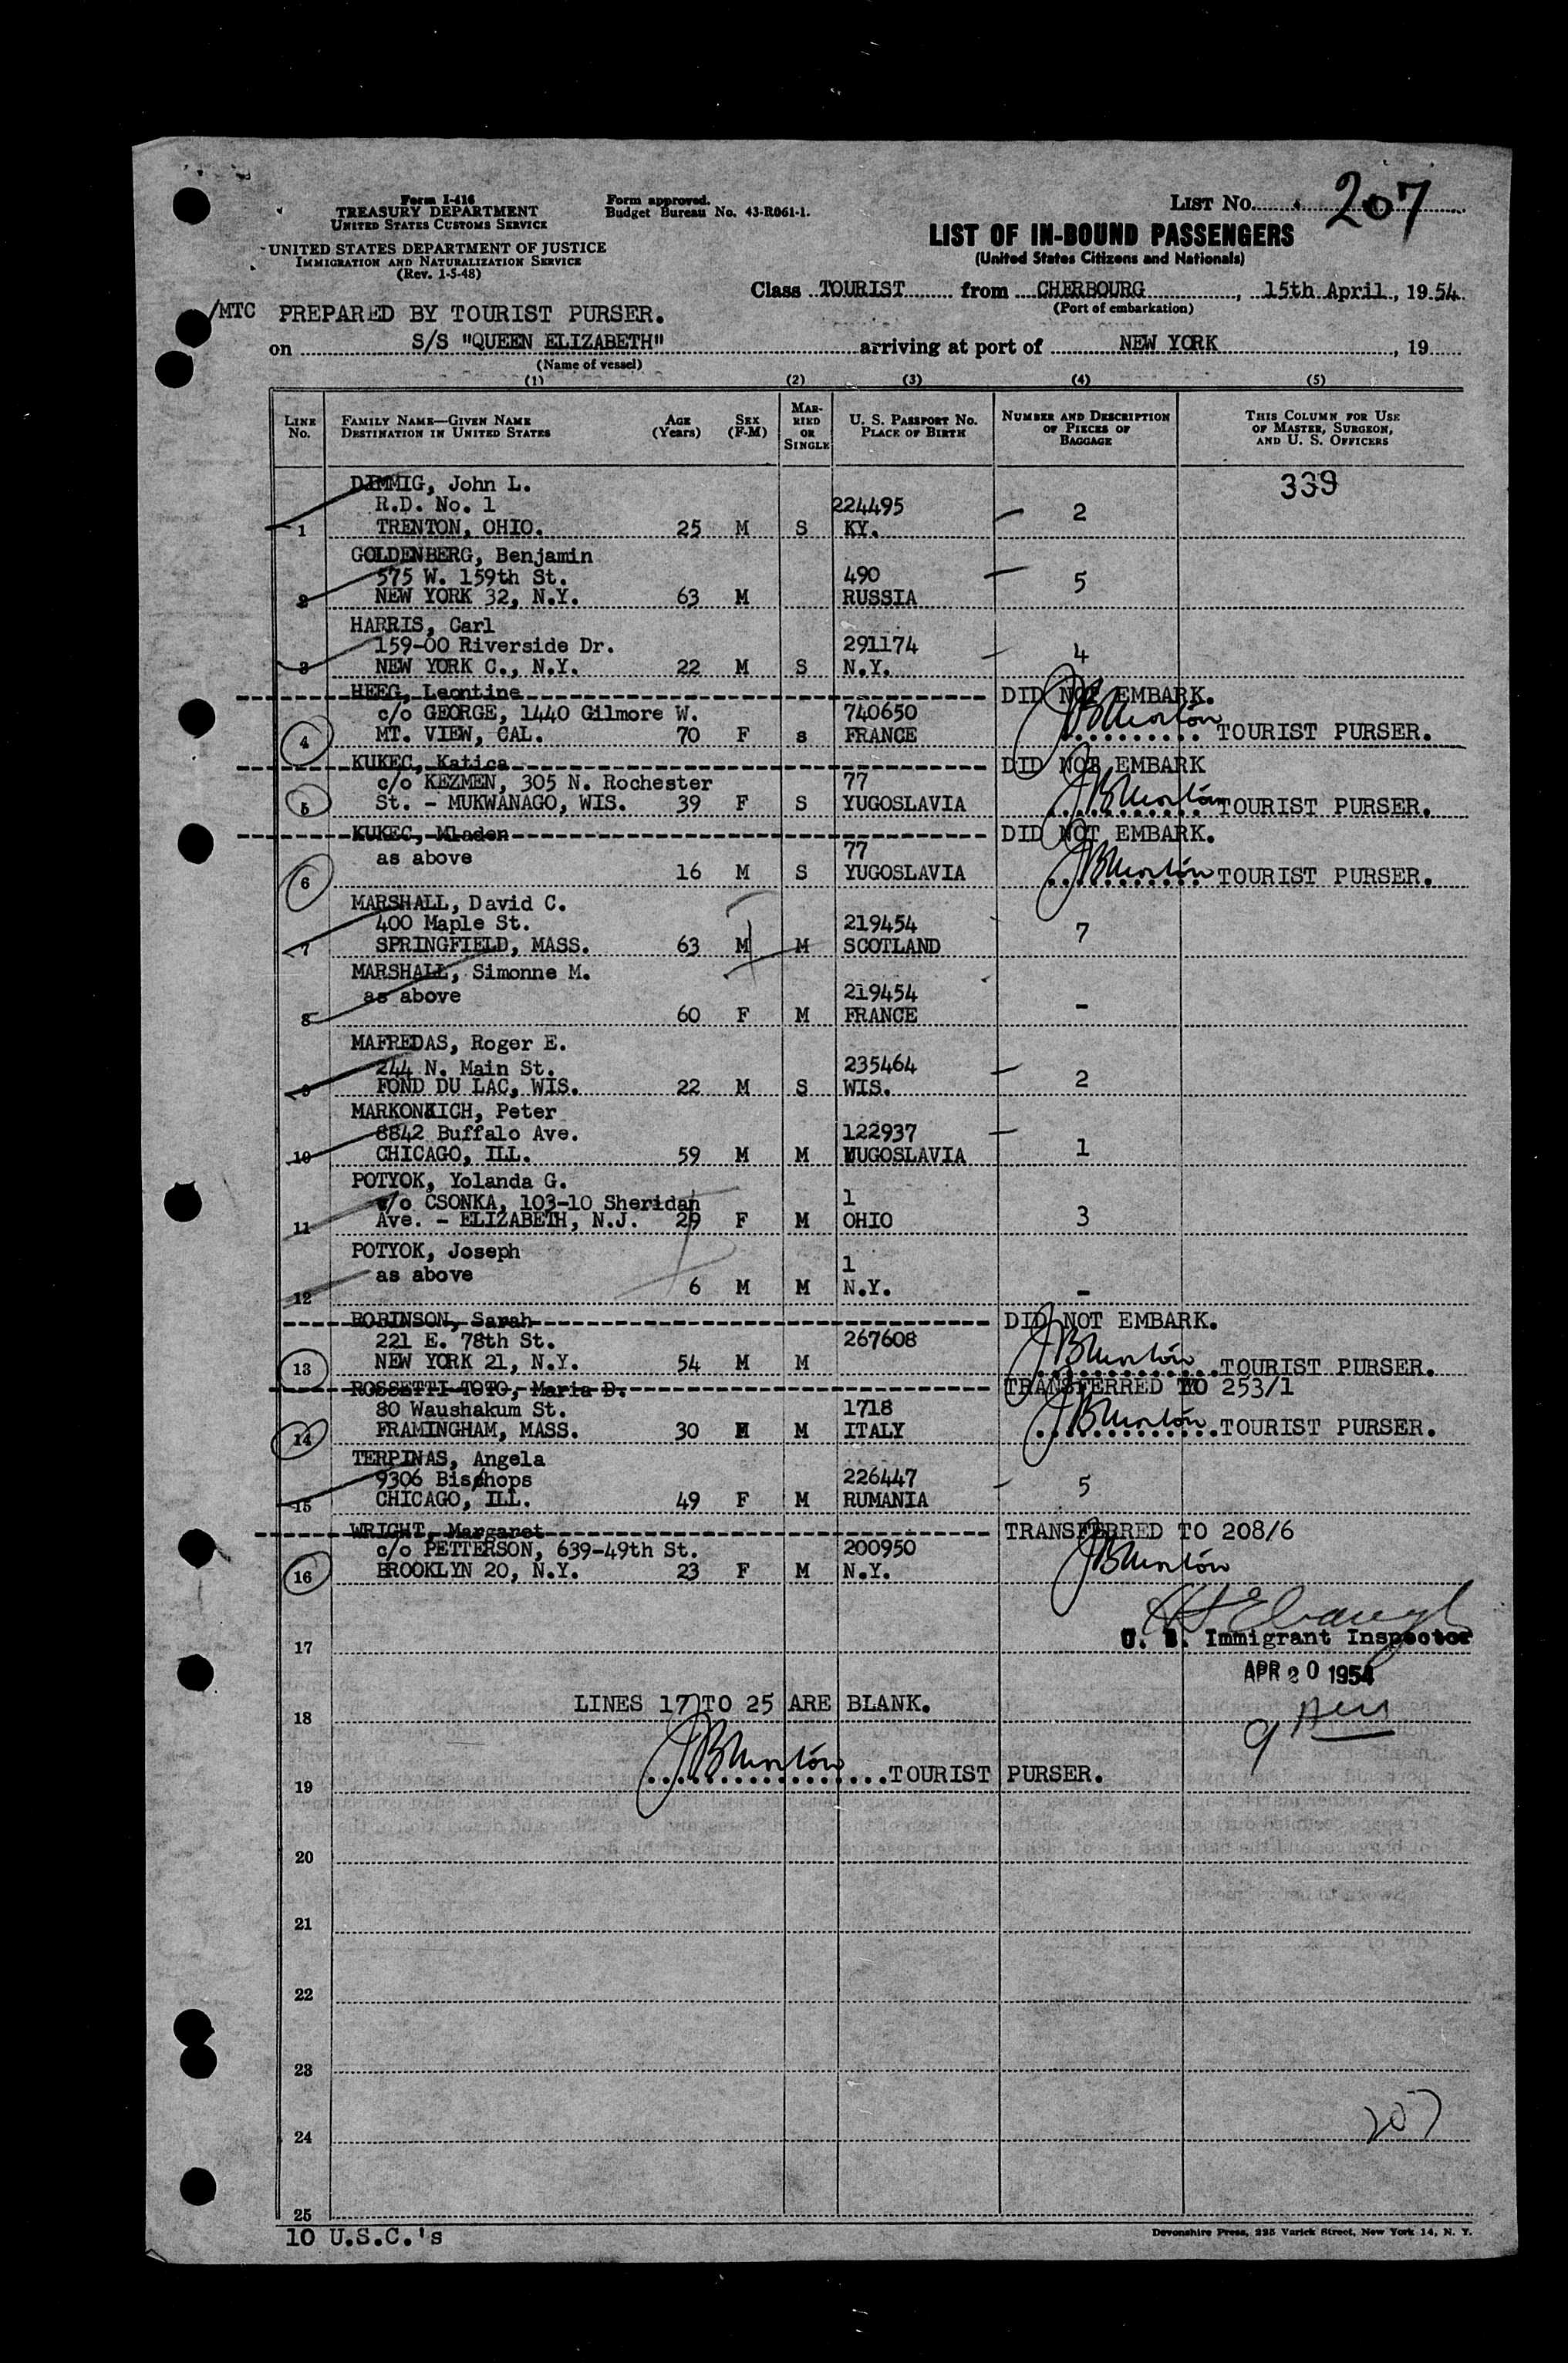 Form I-416
TREASURY DEPARTMENT
UNITED STATES CUSTOMS SERVICE
UNITED STATES DEPARTMENT OF JUSTICE
IMMIGRATION AND NATURALIZATION SERVICE
(Rev. 1-5-48)
Form approved.
Budget Bureau No. 43-R061-1.
LIST No. 207
LIST OF IN-BOUND PASSENGERS
(United States Citizens and Nationals)
Class TOURIST from CHERBOURG, 15th April, 1954
(Port of embarkation)
/MTC PREPARED BY TOURIST PURSER.
on S/S "QUEEN ELIZABETH" arriving at port of NEW YORK, 19
(Name of vessel)
(1) (2) (3) (4) (5)
LINE No. FAMILY NAME—GIVEN NAME DESTINATION IN UNITED STATES AGE (Years) SEX (F-M) MARRIED OR SINGLE U. S. PASSPORT NO. PLACE OF BIRTH NUMBER AND DESCRIPTION OF PIECES OF BAGGAGE THIS COLUMN FOR USE OF MASTER, SURGEON, AND U. S. OFFICERS
DIMMIG, John L. 339
R.D. No. 1 224495 2
1 TRENTON, OHIO. 25 M S KY.
GOLDENBERG, Benjamin
575 W. 159th St. 490 5
2 NEW YORK 32, N.Y. 63 M RUSSIA
HARRIS, Carl
159-00 Riverside Dr. 291174 4
3 NEW YORK C., N.Y. 22 M S N.Y.
HEEG, Leontine DID NOT EMBARK.
c/o GEORGE, 1440 Gilmore W. 740650
4 MT. VIEW, CAL. 70 F s FRANCE JBMorton TOURIST PURSER.
KUKEC, Katica DID NOT EMBARK
c/o KEZMEN, 305 N. Rochester 77
5 St. - MUKWANAGO, WIS. 39 F S YUGOSLAVIA JBMorton TOURIST PURSER.
KUKEC, Mladen DID NOT EMBARK.
as above 77
6 16 M S YUGOSLAVIA JBMorton TOURIST PURSER.
MARSHALL, David C.
400 Maple St. 219454 7
7 SPRINGFIELD, MASS. 63 M M SCOTLAND
MARSHALL, Simonne M.
as above 219454 -
8 60 F M FRANCE
MAFREDAS, Roger E.
244 N. Main St. 235464 2
9 FOND DU LAC, WIS. 22 M S WIS.
MARKONICH, Peter
8842 Buffalo Ave. 122937 1
10 CHICAGO, ILL. 59 M M YUGOSLAVIA
POTYOK, Yolanda G.
c/o CSONKA, 103-10 Sheridan 1
11 Ave. - ELIZABETH, N.J. 29 F M OHIO 3
POTYOK, Joseph
as above 1
12 6 M M N.Y. -
ROBINSON, Sarah DID NOT EMBARK.
221 E. 78th St. 267608
13 NEW YORK 21, N.Y. 54 M M JBMorton TOURIST PURSER.
ROSSETTI TOTO, Maria D. TRANSFERRED TO 253/1
80 Waushakum St. 1718
14 FRAMINGHAM, MASS. 30 M ITALY JBMorton TOURIST PURSER.
TERPINAS, Angela
9306 Bishops 226447 5
15 CHICAGO, ILL. 49 F M RUMANIA
WRIGHT, Margaret TRANSFERRED TO 208/6
c/o PETTERSON, 639-49th St. 200950
16 BROOKLYN 20, N.Y. 23 F M N.Y. JBMorton
17 U. S. Immigrant Inspector
APR 20 1954
18 LINES 17 TO 25 ARE BLANK.
19 JBMorton TOURIST PURSER.
20
21
22
23
207
24
25
10 U.S.C.'s
Devonshire Press, 225 Varick Street, New York 14, N. Y.